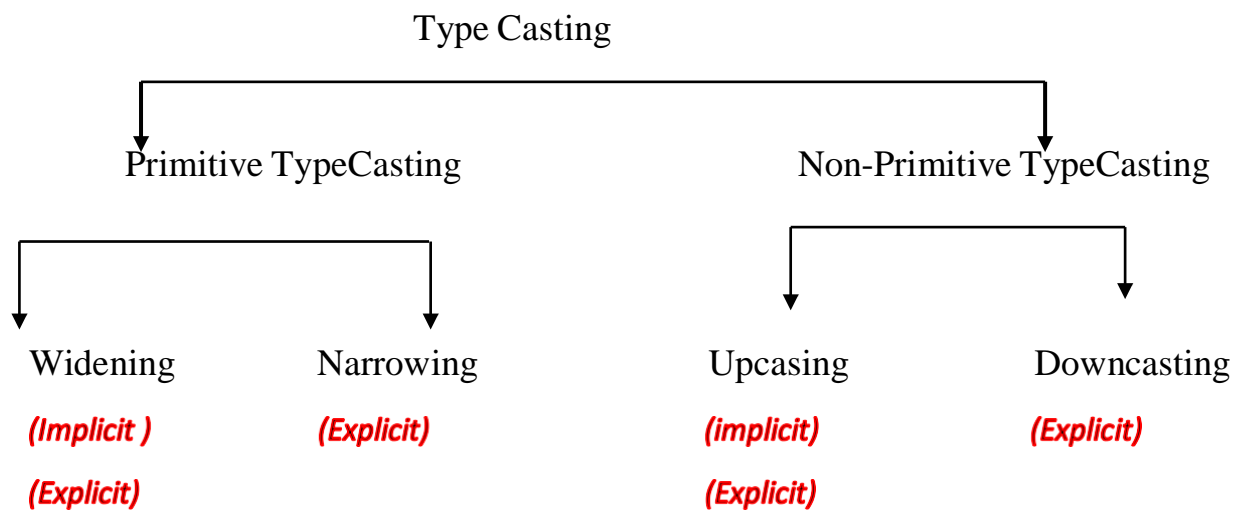 Type Casting
Primitive TypeCasting
Non-Primitive TypeCasting
Widening
Narrowing
Upcasing
Downcasting
(Implicit )
(Explicit)
(implicit)
(Explicit)
(Explicit)
(Explicit)